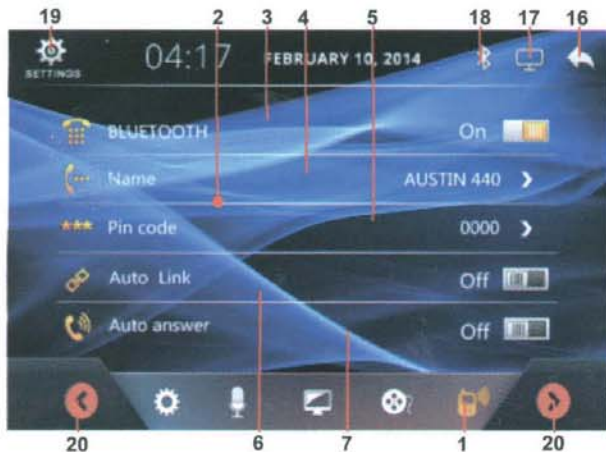 19 2 3 4 5 18 17 16
SETTINGS 04:17 FEBRUARY 10, 2014
BLUETOOTH On
Name AUSTIN 440
*** Pin code 0000
Auto Link Off
Auto answer Off
20 6 7 1 20